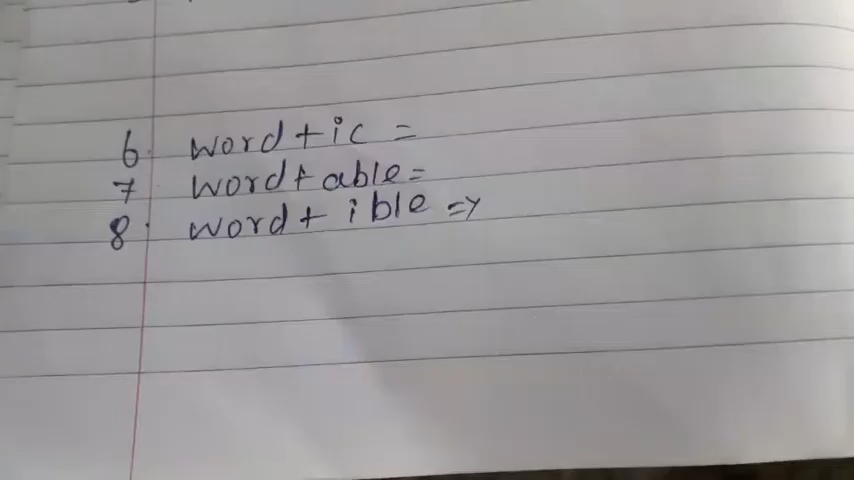 6. word + ic =
7 word + able =
8. word + ible =>